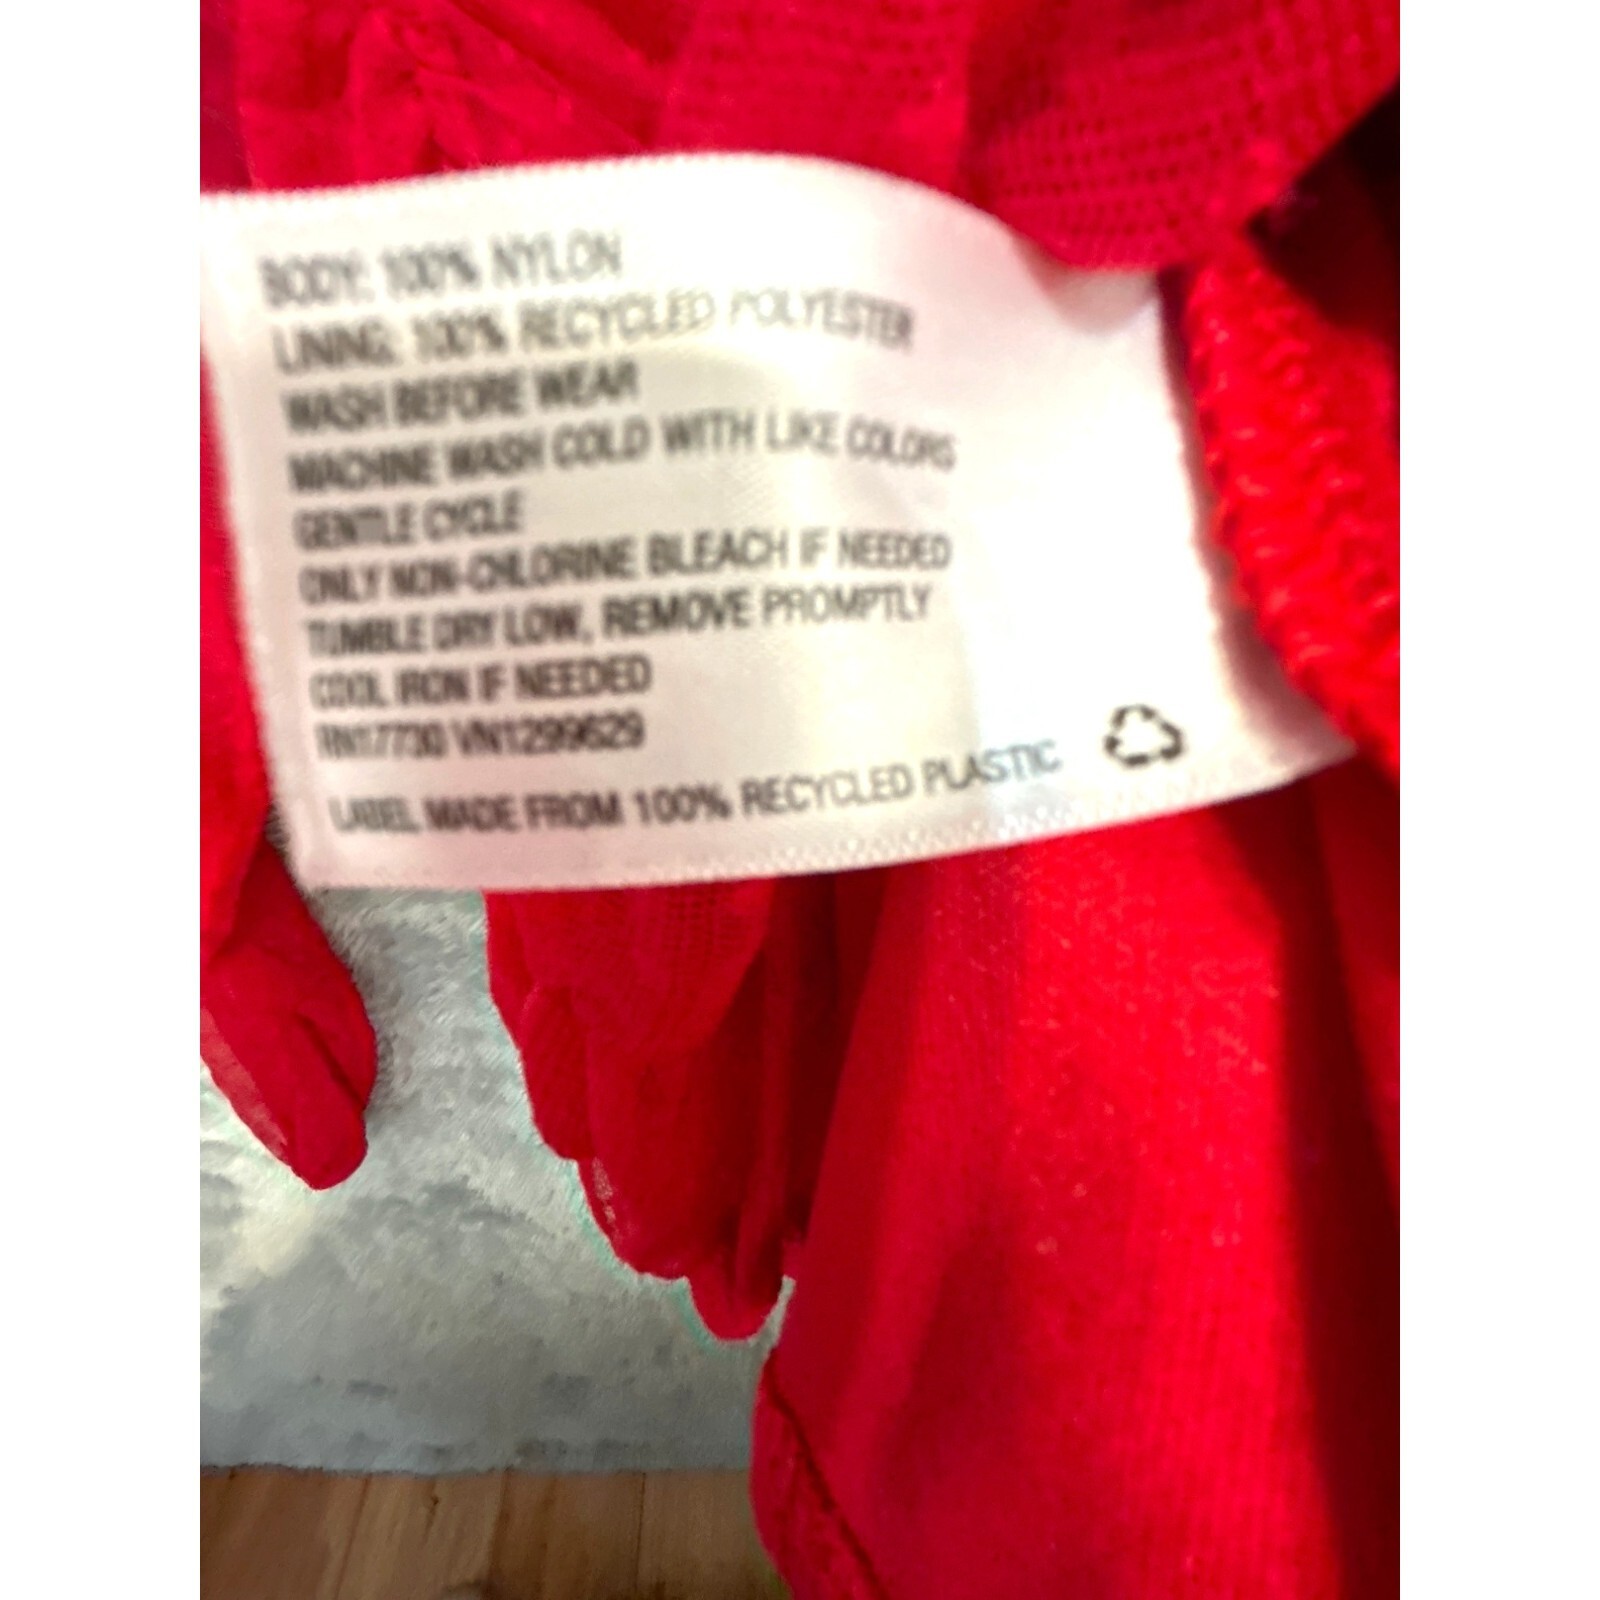 BODY: 100% NYLON
LINING: 100% RECYCLED POLYESTER
WASH BEFORE WEAR
MACHINE WASH COLD WITH LIKE COLORS
GENTLE CYCLE
ONLY NON-CHLORINE BLEACH IF NEEDED
TUMBLE DRY LOW, REMOVE PROMPTLY
COOL IRON IF NEEDED
RN17730 VN1299629
LABEL MADE FROM 100% RECYCLED PLASTIC